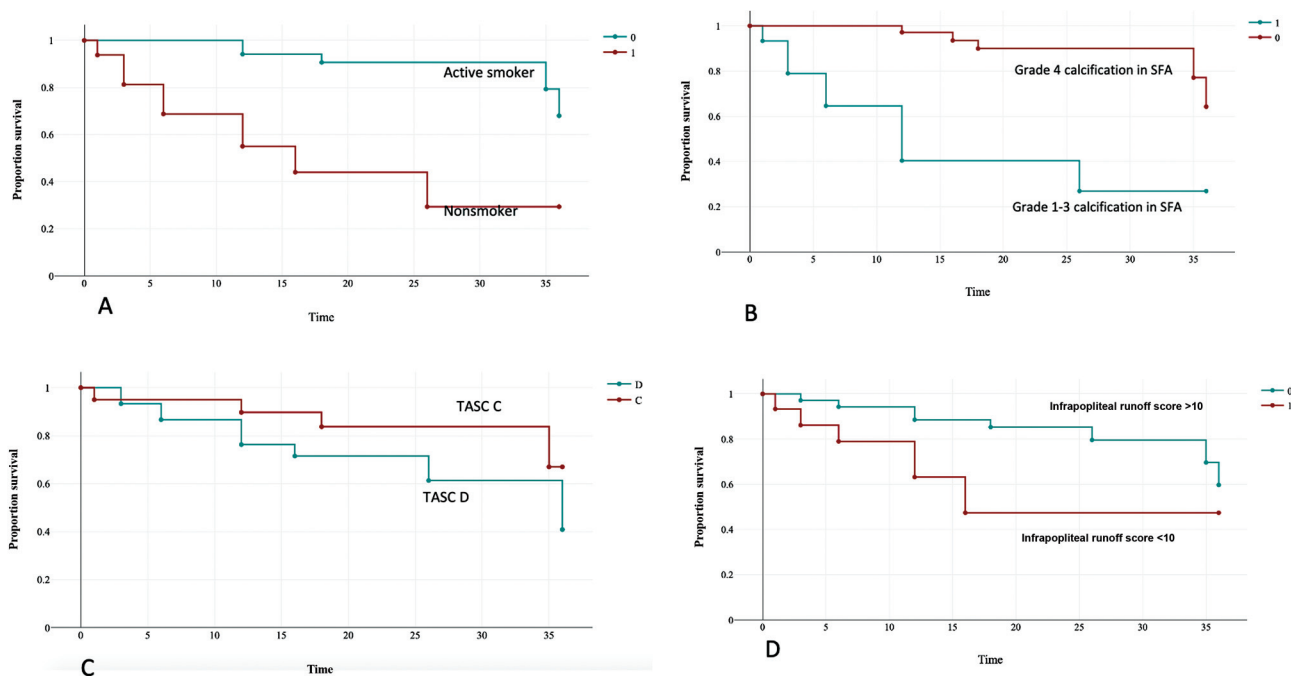 0
1
1
0.8
0.6
0.4
0.2
0
0
5
10
15
20
25
30
35
Proportion survival
Active smoker
Nonsmoker
A
Time
1
0
1
0.8
0.6
0.4
0.2
0
0
5
10
15
20
25
30
35
Proportion survival
Grade 4 calcification in SFA
Grade 1-3 calcification in SFA
B
Time
D
C
1
0.8
0.6
0.4
0.2
0
0
5
10
15
20
25
30
35
Proportion survival
TASC C
TASC D
C
Time
0
1
1
0.8
0.6
0.4
0.2
0
0
5
10
15
20
25
30
35
Proportion survival
Infrapopliteal runoff score >10
Infrapopliteal runoff score <10
D
Time